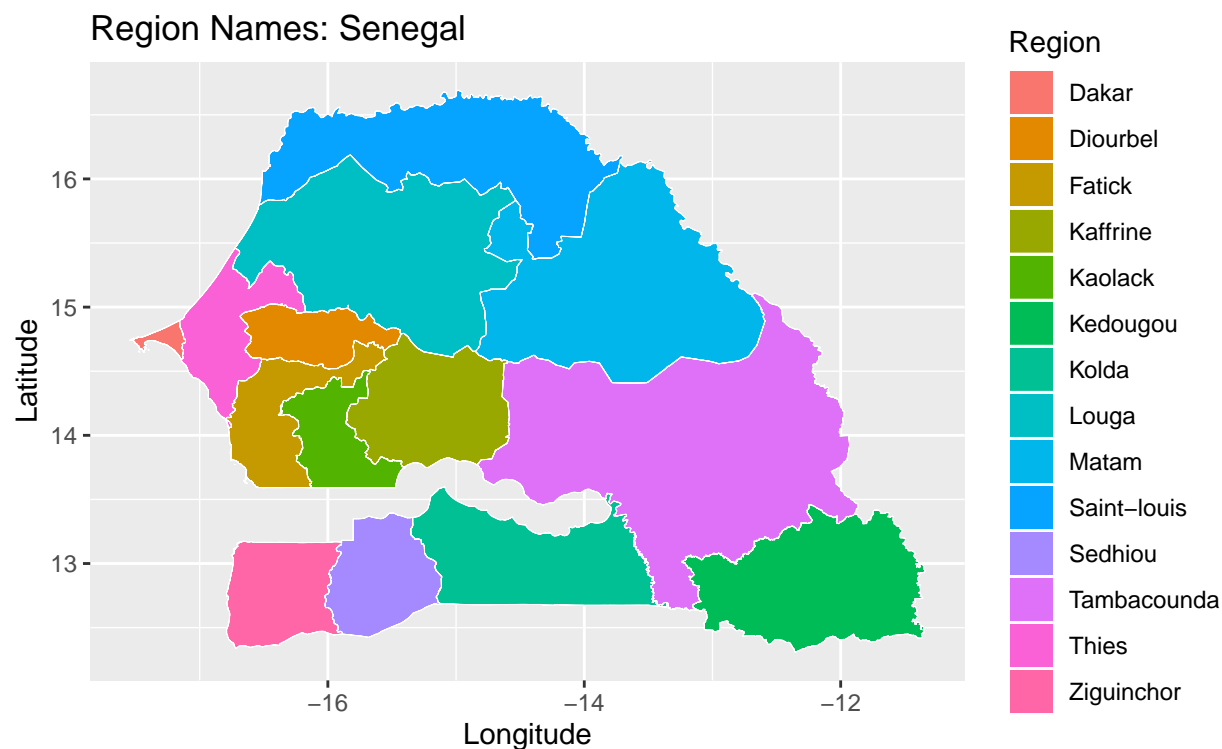 Region Names: Senegal
Latitude
16
15
14
13
−16
−14
−12
Longitude
Region
Dakar
Diourbel
Fatick
Kaffrine
Kaolack
Kedougou
Kolda
Louga
Matam
Saint−louis
Sedhiou
Tambacounda
Thies
Ziguinchor